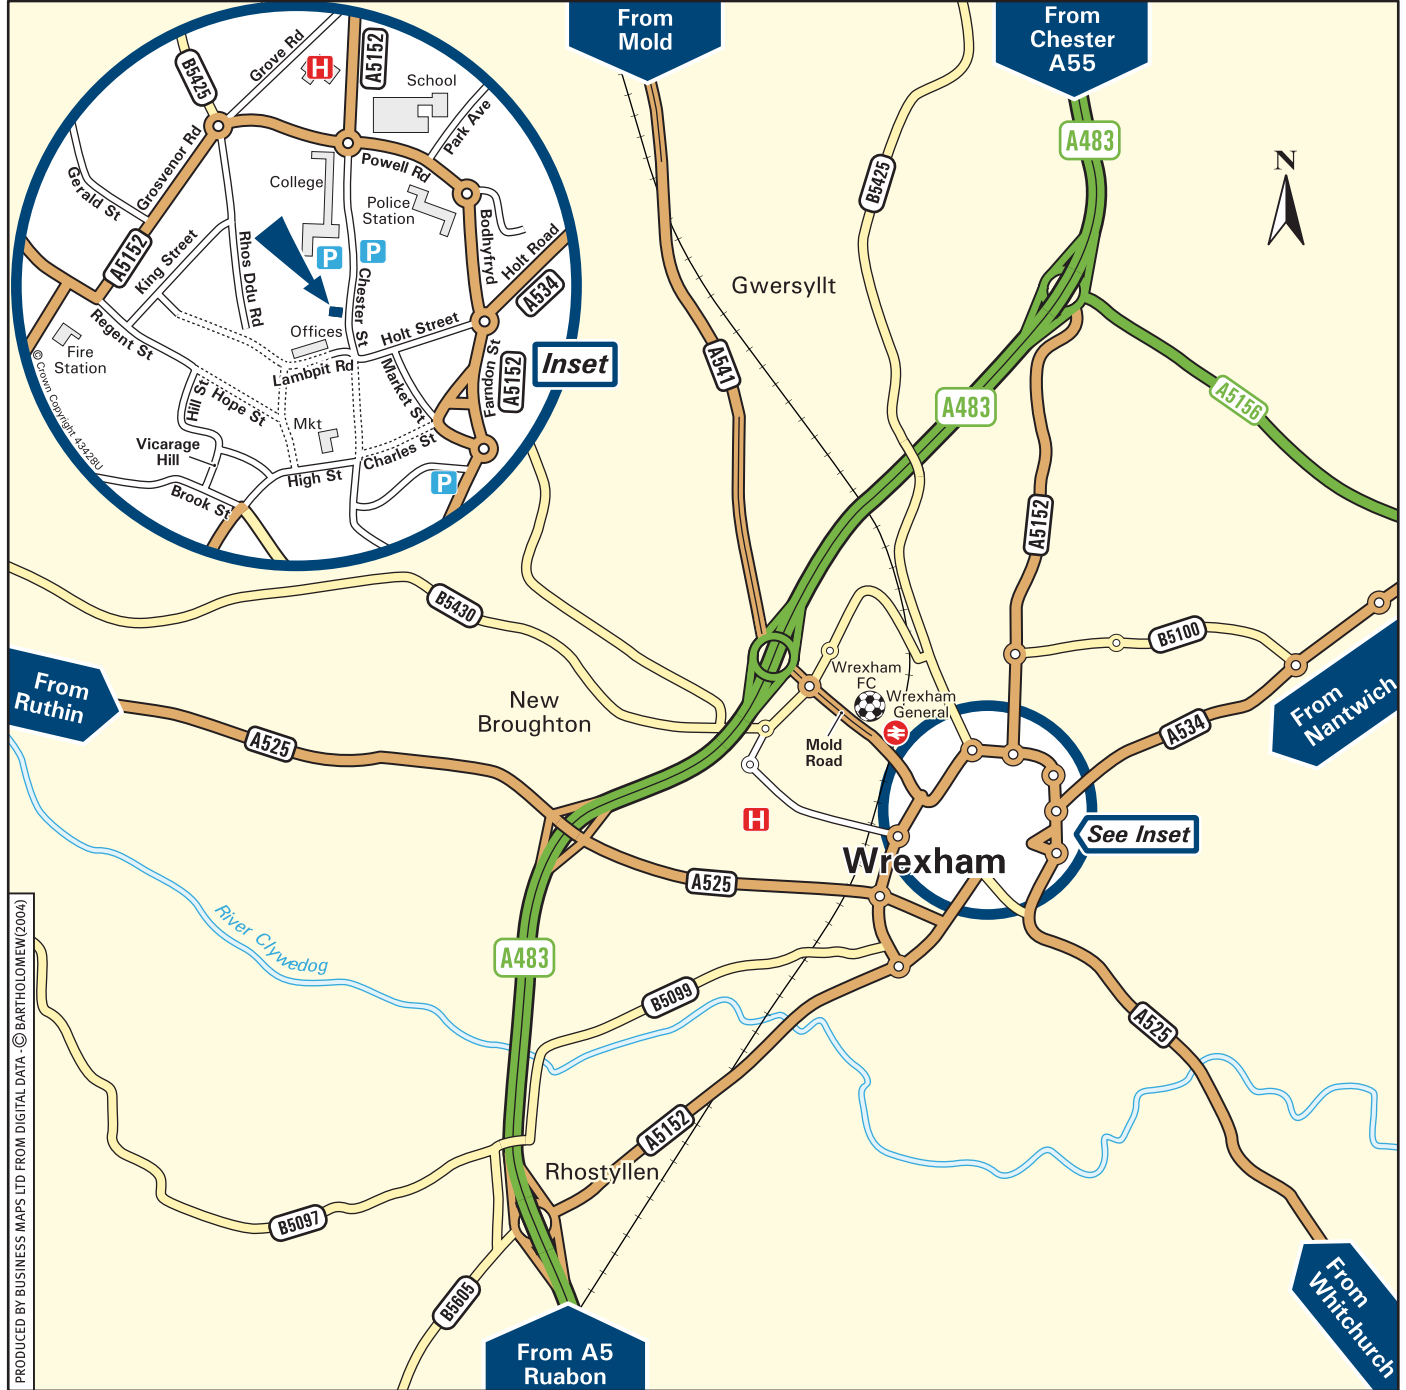 From
Mold
From
Chester
A55
A483
N
B5425
Gwersyllt
A541
A483
A5156
A5152
B5100
From
Nantwich
A534
B5430
From
Ruthin
A525
New
Broughton
Wrexham
FC
Wrexham
General
Mold
Road
H
See Inset
Wrexham
A525
River Clywedog
A483
B5099
A525
A5152
Rhostyllen
B5097
B5605
From
Whitchurch
From A5
Ruabon
Inset
B5425
Grove Rd
H
A5152
School
Park Ave
Powell Rd
Grosvenor Rd
Gerald St
College
Police
Station
Bodhyfryd
Holt Road
A534
A5152
King Street
Rhos Ddu Rd
P
P
Chester St
Offices
Holt Street
Regent St
Fire
Station
Lambpit Rd
Market St
Farndon St
A5152
Hill St
Hope St
Mkt
Vicarage
Hill
Charles St
High St
P
Brook St
© Crown Copyright 43428U
PRODUCED BY BUSINESS MAPS LTD FROM DIGITAL DATA - © BARTHOLOMEW(2004)